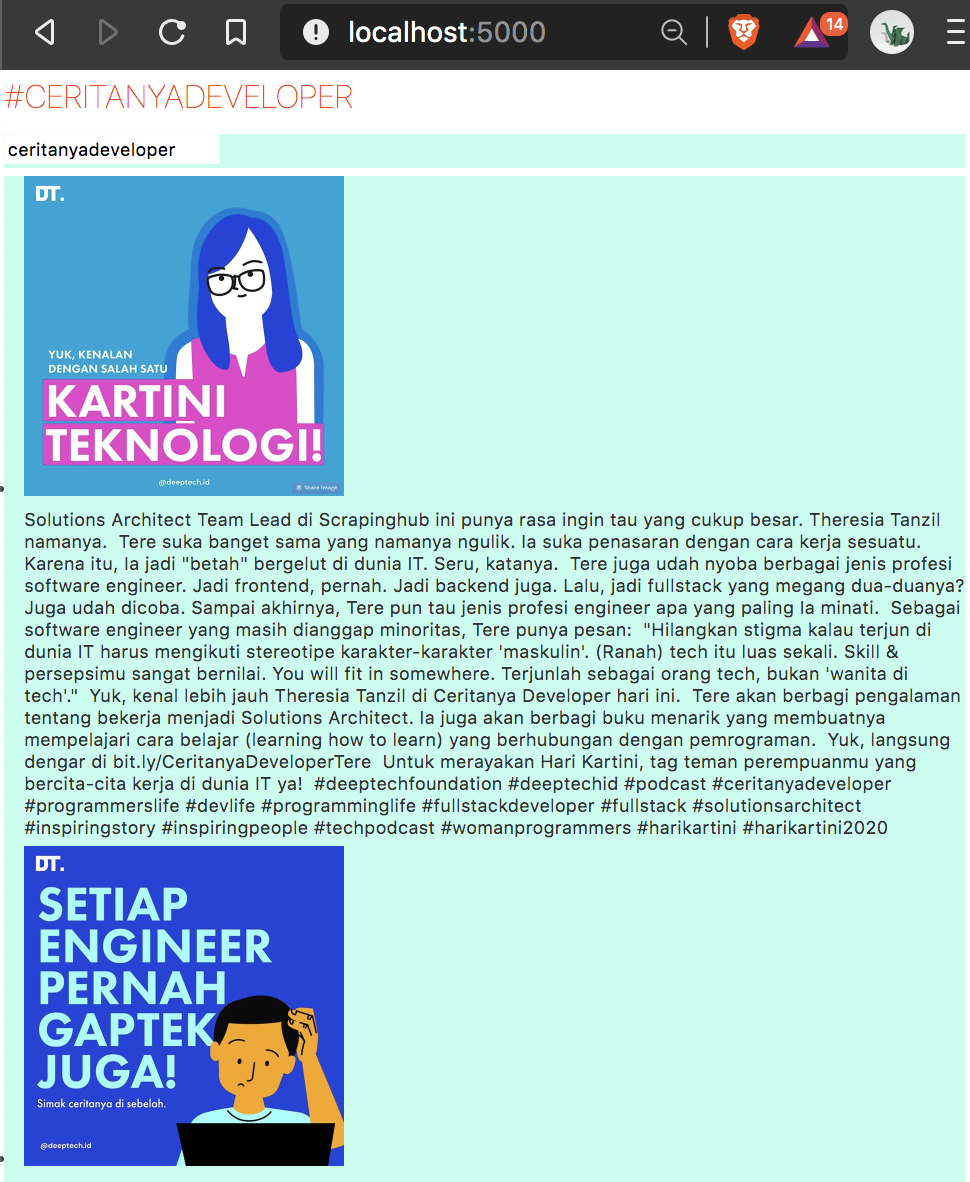 localhost:5000
14
#CERITANYADEVELOPER
ceritanyadeveloper
DT.
YUK, KENALAN
DENGAN SALAH SATU
KARTINI
TEKNOLOGI!
@deeptech.id
Share Image
Solutions Architect Team Lead di Scrapinghub ini punya rasa ingin tau yang cukup besar. Theresia Tanzil
namanya.  Tere suka banget sama yang namanya ngulik. Ia suka penasaran dengan cara kerja sesuatu.
Karena itu, Ia jadi "betah" bergelut di dunia IT. Seru, katanya.  Tere juga udah nyoba berbagai jenis profesi
software engineer. Jadi frontend, pernah. Jadi backend juga. Lalu, jadi fullstack yang megang dua-duanya?
Juga udah dicoba. Sampai akhirnya, Tere pun tau jenis profesi engineer apa yang paling Ia minati.  Sebagai
software engineer yang masih dianggap minoritas, Tere punya pesan:  "Hilangkan stigma kalau terjun di
dunia IT harus mengikuti stereotipe karakter-karakter 'maskulin'. (Ranah) tech itu luas sekali. Skill &
persepsimu sangat bernilai. You will fit in somewhere. Terjunlah sebagai orang tech, bukan 'wanita di
tech'."  Yuk, kenal lebih jauh Theresia Tanzil di Ceritanya Developer hari ini.  Tere akan berbagi pengalaman
tentang bekerja menjadi Solutions Architect. Ia juga akan berbagi buku menarik yang membuatnya
mempelajari cara belajar (learning how to learn) yang berhubungan dengan pemrograman.  Yuk, langsung
dengar di bit.ly/CeritanyaDeveloperTere  Untuk merayakan Hari Kartini, tag teman perempuanmu yang
bercita-cita kerja di dunia IT ya!  #deeptechfoundation #deeptechid #podcast #ceritanyadeveloper
#programmerslife #devlife #programminglife #fullstackdeveloper #fullstack #solutionsarchitect
#inspiringstory #inspiringpeople #techpodcast #womanprogrammers #harikartini #harikartini2020
DT.
SETIAP
ENGINEER
PERNAH
GAPTEK
JUGA!
Simak ceritanya di sebelah.
@deeptech.id